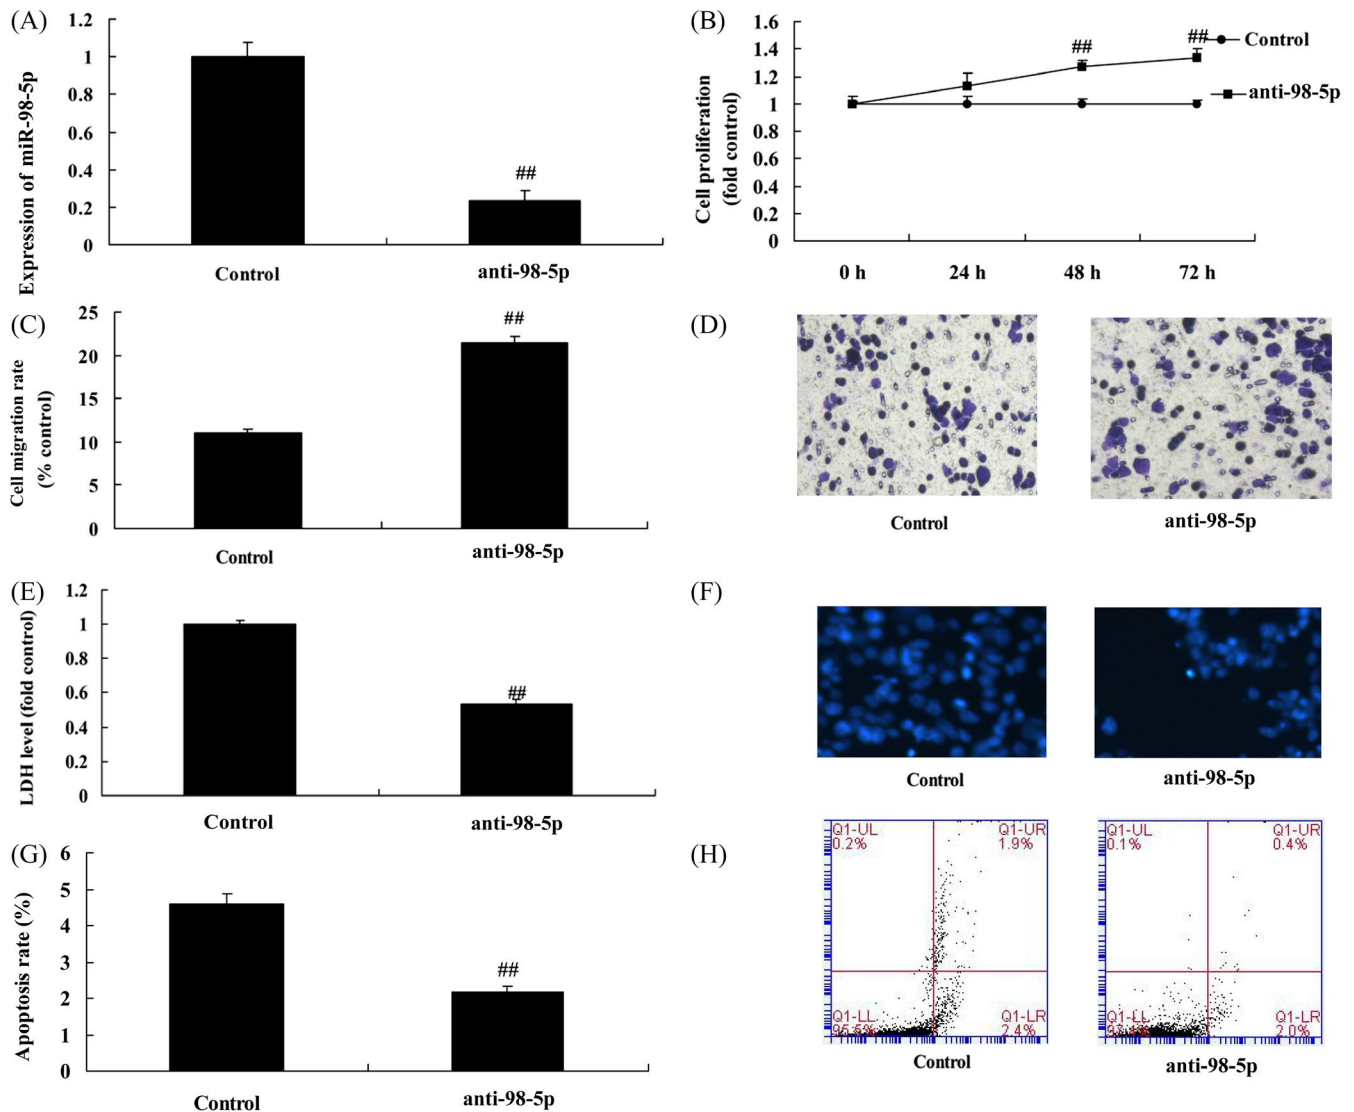 (A)
1.2
1
0.8
0.6
0.4
0.2
0
Expression of miR-98-5p
##
Control
anti-98-5p
(B)
1.6
1.4
1.2
1
0.8
0.6
0.4
0.2
0
Cell proliferation
(fold control)
##
##
Control
anti-98-5p
0 h
24 h
48 h
72 h
(C)
25
20
15
10
5
0
Cell migration rate
(% control)
##
Control
anti-98-5p
(D)
Control
anti-98-5p
(E)
1.2
1
0.8
0.6
0.4
0.2
0
LDH level (fold control)
##
Control
anti-98-5p
(F)
Control
anti-98-5p
(G)
6
5
4
3
2
1
0
Apoptosis rate (%)
##
Control
anti-98-5p
(H)
Q1-UL
0.2%
Q1-UR
1.9%
Q1-LL
95.5%
Q1-LR
2.4%
Control
Q1-UL
0.1%
Q1-UR
0.4%
Q1-LL
Q1-LR
2.0%
anti-98-5p